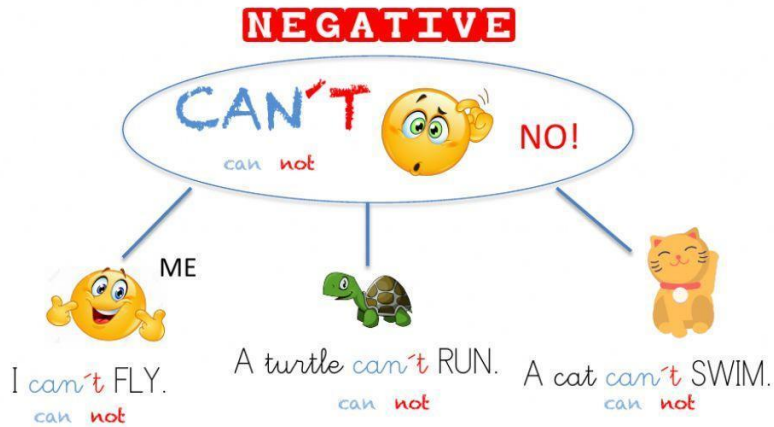 NEGATIVE
CAN´T
NO!
can not
ME
I can´t FLY.
can not
A turtle can´t RUN.
can not
A cat can´t SWIM.
can not